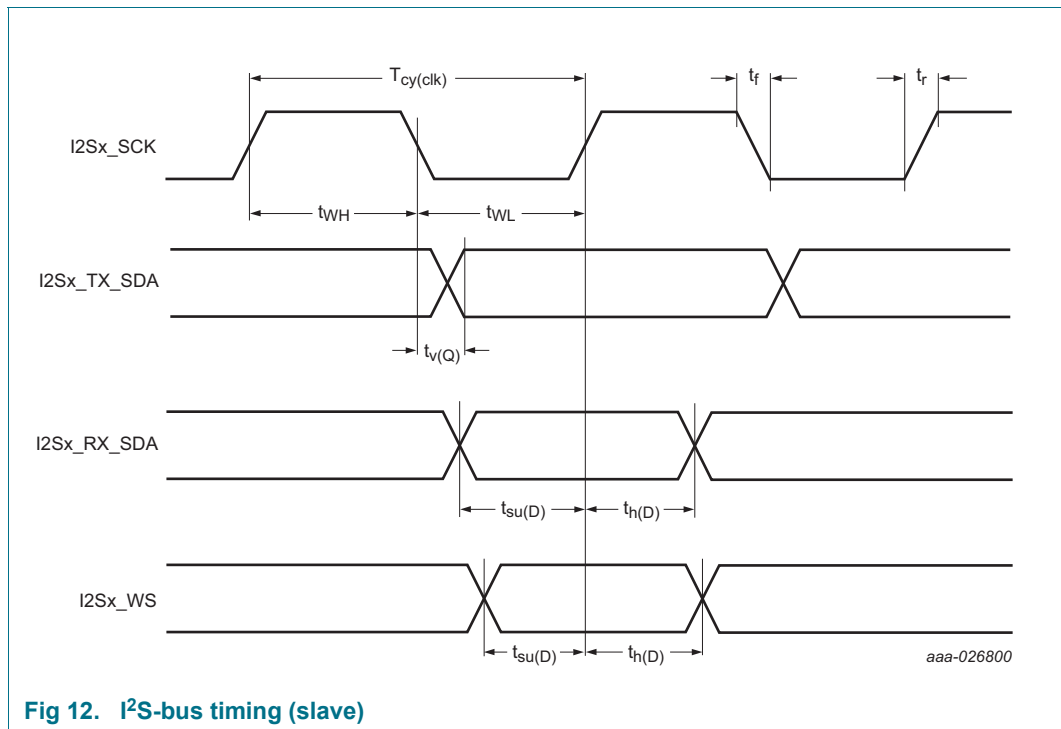 Tcy(clk)
tf
tr
I2Sx_SCK
tWH
tWL
I2Sx_TX_SDA
tv(Q)
I2Sx_RX_SDA
tsu(D)
th(D)
I2Sx_WS
tsu(D)
th(D)
aaa-026800
Fig 12. I²S-bus timing (slave)